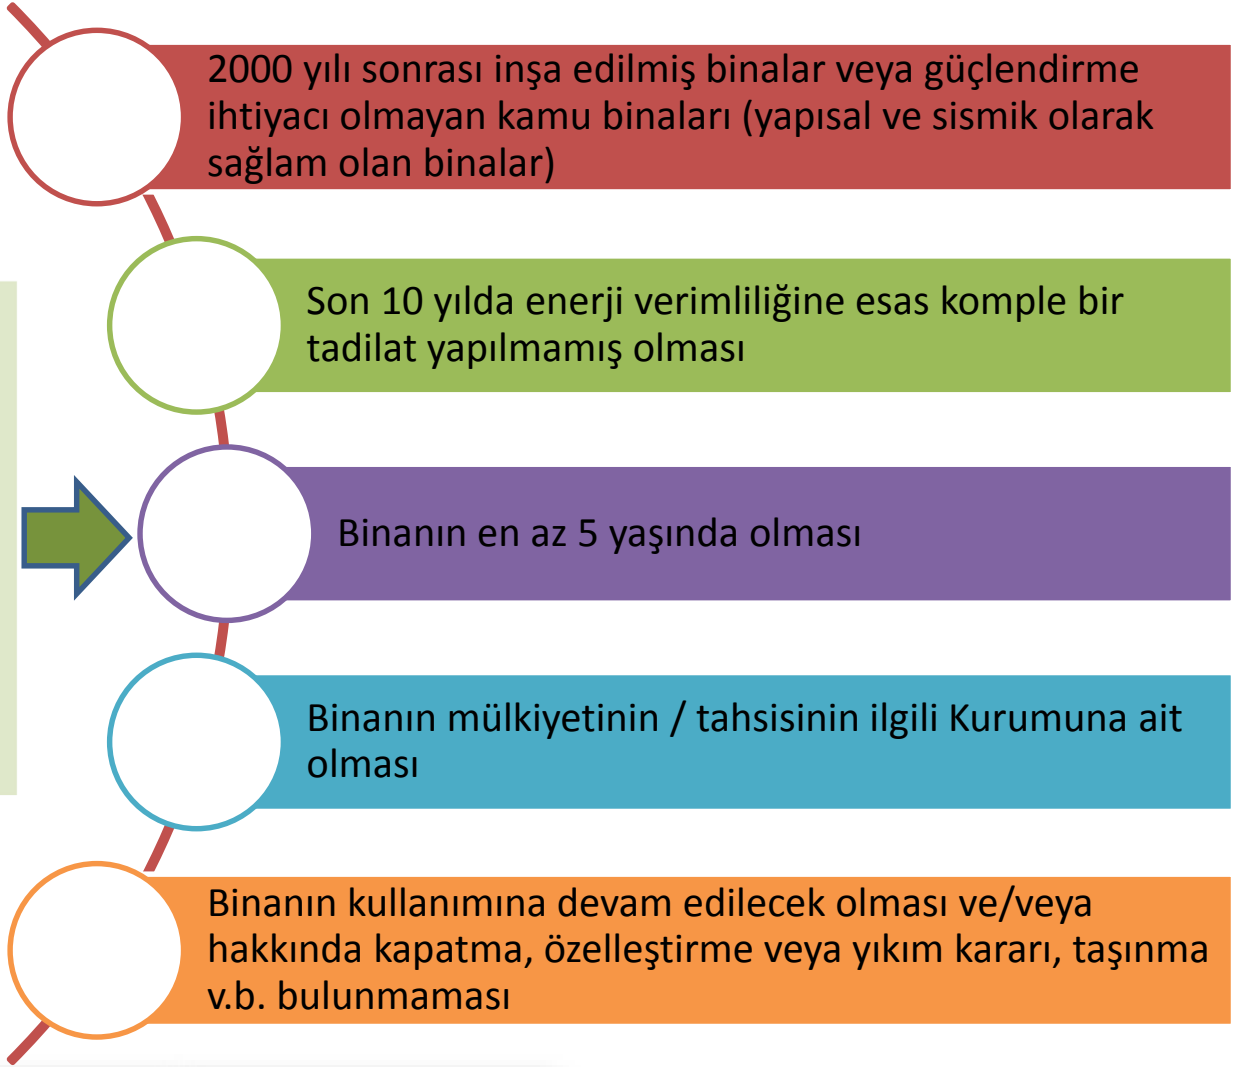 2000 yılı sonrası inşa edilmiş binalar veya güçlendirme
ihtiyacı olmayan kamu binaları (yapısal ve sismik olarak
sağlam olan binalar)
Son 10 yılda enerji verimliliğine esas komple bir
tadilat yapılmamış olması
Binanın en az 5 yaşında olması
Binanın mülkiyetinin / tahsisinin ilgili Kurumuna ait
olması
Binanın kullanımına devam edilecek olması ve/veya
hakkında kapatma, özelleştirme veya yıkım kararı, taşınma
v.b. bulunmaması